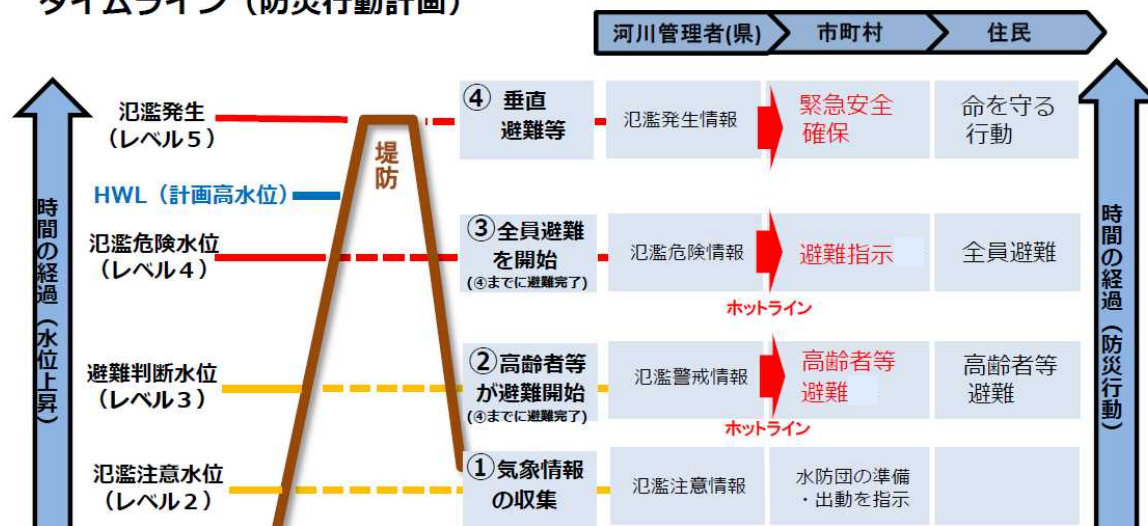 タイムライン（防災行動計画）
河川管理者(県)
市町村
住民
時間の経過（水位上昇）
氾濫発生
（レベル５）
堤防
④ 垂直
避難等
氾濫発生情報
緊急安全
確保
命を守る
行動
HWL（計画高水位）
氾濫危険水位
（レベル４）
③全員避難
を開始
(④までに避難完了)
氾濫危険情報
避難指示
全員避難
ホットライン
避難判断水位
（レベル３）
②高齢者等
が避難開始
(④までに避難完了)
氾濫警戒情報
高齢者等
避難
高齢者等
避難
ホットライン
氾濫注意水位
（レベル２）
①気象情報
の収集
氾濫注意情報
水防団の準備
・出動を指示
時間の経過（防災行動）